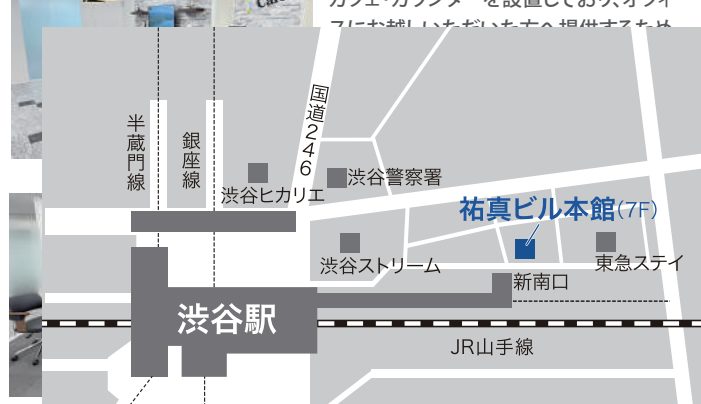 カフェ・カウンター を設置しており、オフィ
スにお越しいただいた方へ提供するため
国道246
半蔵門線
銀座線
渋谷警察署
渋谷ヒカリエ
祐真ビル本館(7F)
渋谷ストリーム
東急ステイ
新南口
渋谷駅
JR山手線